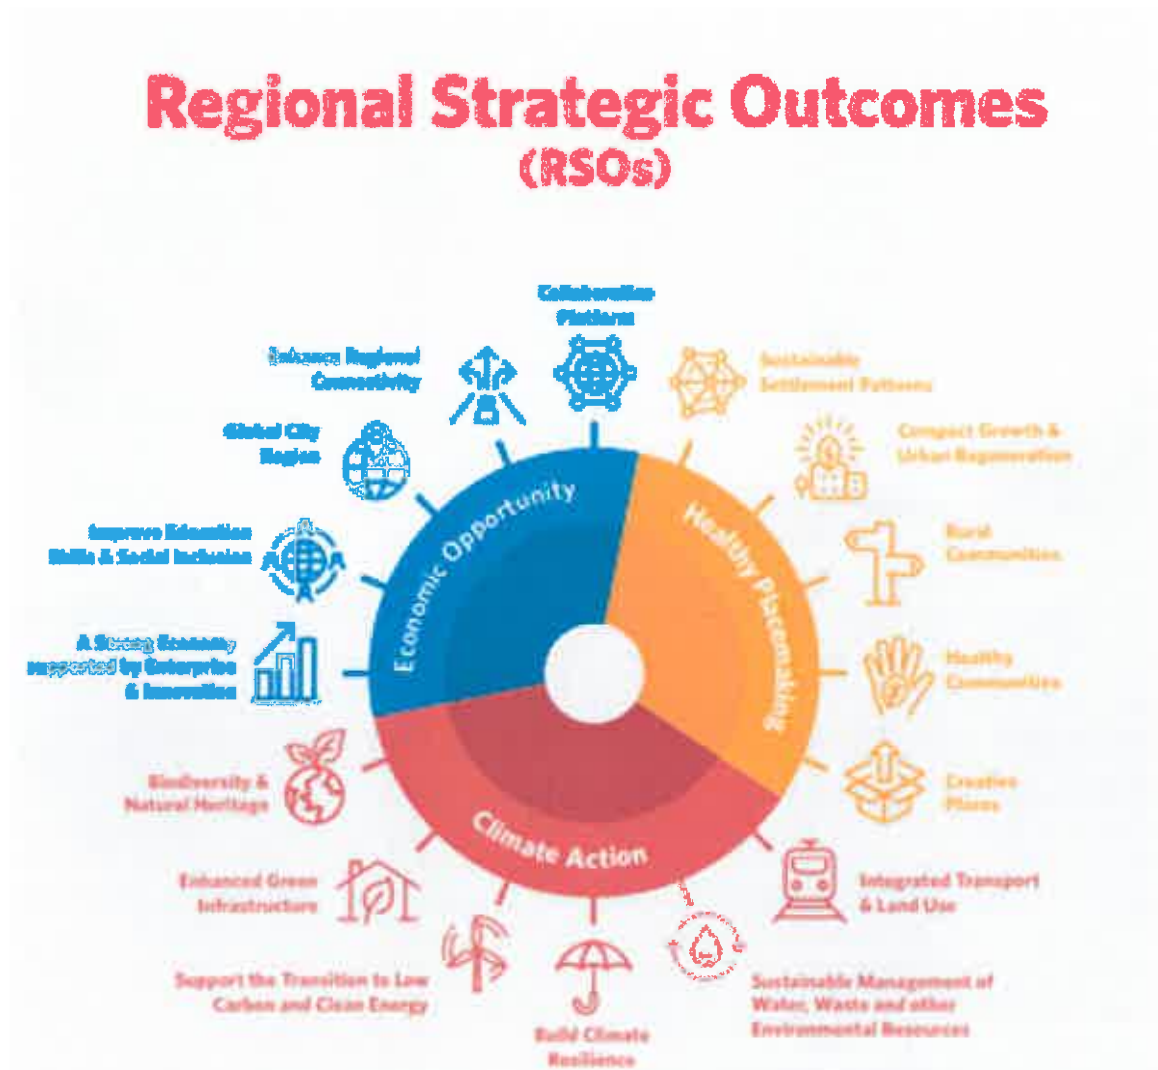 Regional Strategic Outcomes
(RSOs)
Collaboration
Platform
Enhance Regional
Connectivity
Global City
Region
Improve Education
Skills & Social Inclusion
A Strong Economy
supported by Enterprise
& Innovation
Biodiversity &
Natural Heritage
Enhanced Green
Infrastructure
Support the Transition to Low
Carbon and Clean Energy
Build Climate
Resilience
Sustainable Management of
Water, Waste and other
Environmental Resources
Integrated Transport
& Land Use
Creative
Places
Healthy
Communities
Rural
Communities
Compact Growth &
Urban Regeneration
Sustainable
Settlement Patterns
Economic Opportunity
Healthy Placemaking
Climate Action